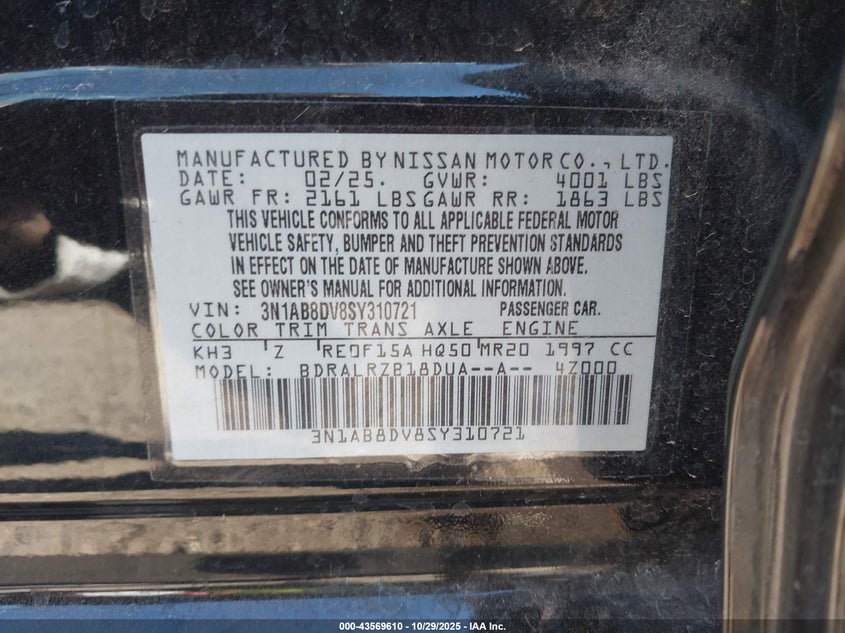 MANUFACTURED BY NISSAN MOTOR CO., LTD.
DATE: 02/25. GVWR: 4001 LBS
GAWR FR: 2161 LBS GAWR RR: 1863 LBS
THIS VEHICLE CONFORMS TO ALL APPLICABLE FEDERAL MOTOR
VEHICLE SAFETY, BUMPER AND THEFT PREVENTION STANDARDS
IN EFFECT ON THE DATE OF MANUFACTURE SHOWN ABOVE.
SEE OWNER'S MANUAL FOR ADDITIONAL INFORMATION.
VIN: 3N1AB8DV8SY310721 PASSENGER CAR.
COLOR TRIM TRANS AXLE ENGINE
KH3 Z RE0F15A HQ50 MR20 1997 CC
MODEL: BDRALRZB18DUA--A-- 4Z000
3N1AB8DV8SY310721
000-43569610 | 10/29/2025 - IAA Inc.